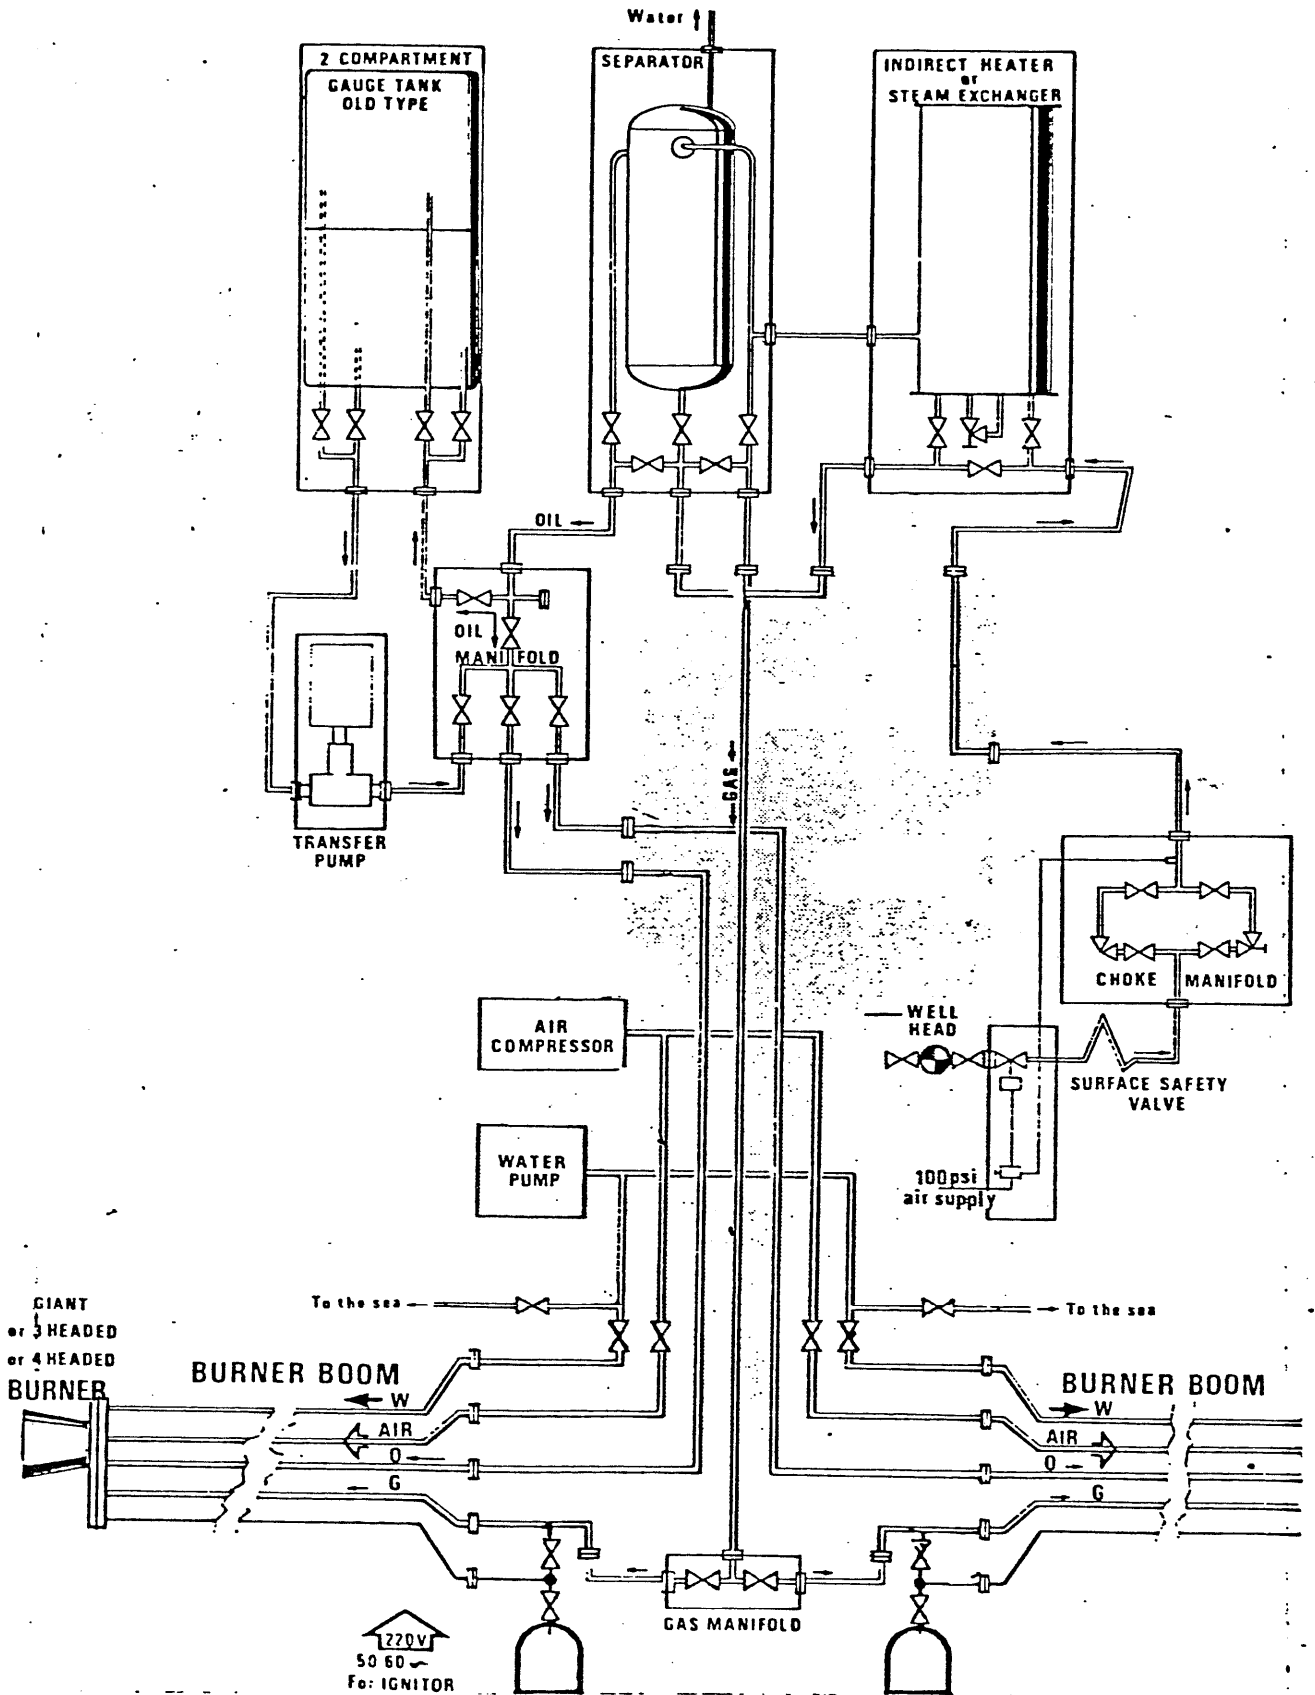 Water
2 COMPARTMENT
GAUGE TANK
OLD TYPE
SEPARATOR
INDIRECT HEATER
or
STEAM EXCHANGER
OIL
OIL
MANIFOLD
GAS
TRANSFER
PUMP
CHOKE MANIFOLD
WELL
HEAD
AIR
COMPRESSOR
SURFACE SAFETY
VALVE
WATER
PUMP
100psi
air supply
To the sea
To the sea
GIANT
or 3 HEADED
or 4 HEADED
BURNER
BURNER BOOM
BURNER BOOM
W
AIR
O
G
W
AIR
O
G
GAS MANIFOLD
220V
50 60 ~
For IGNITOR